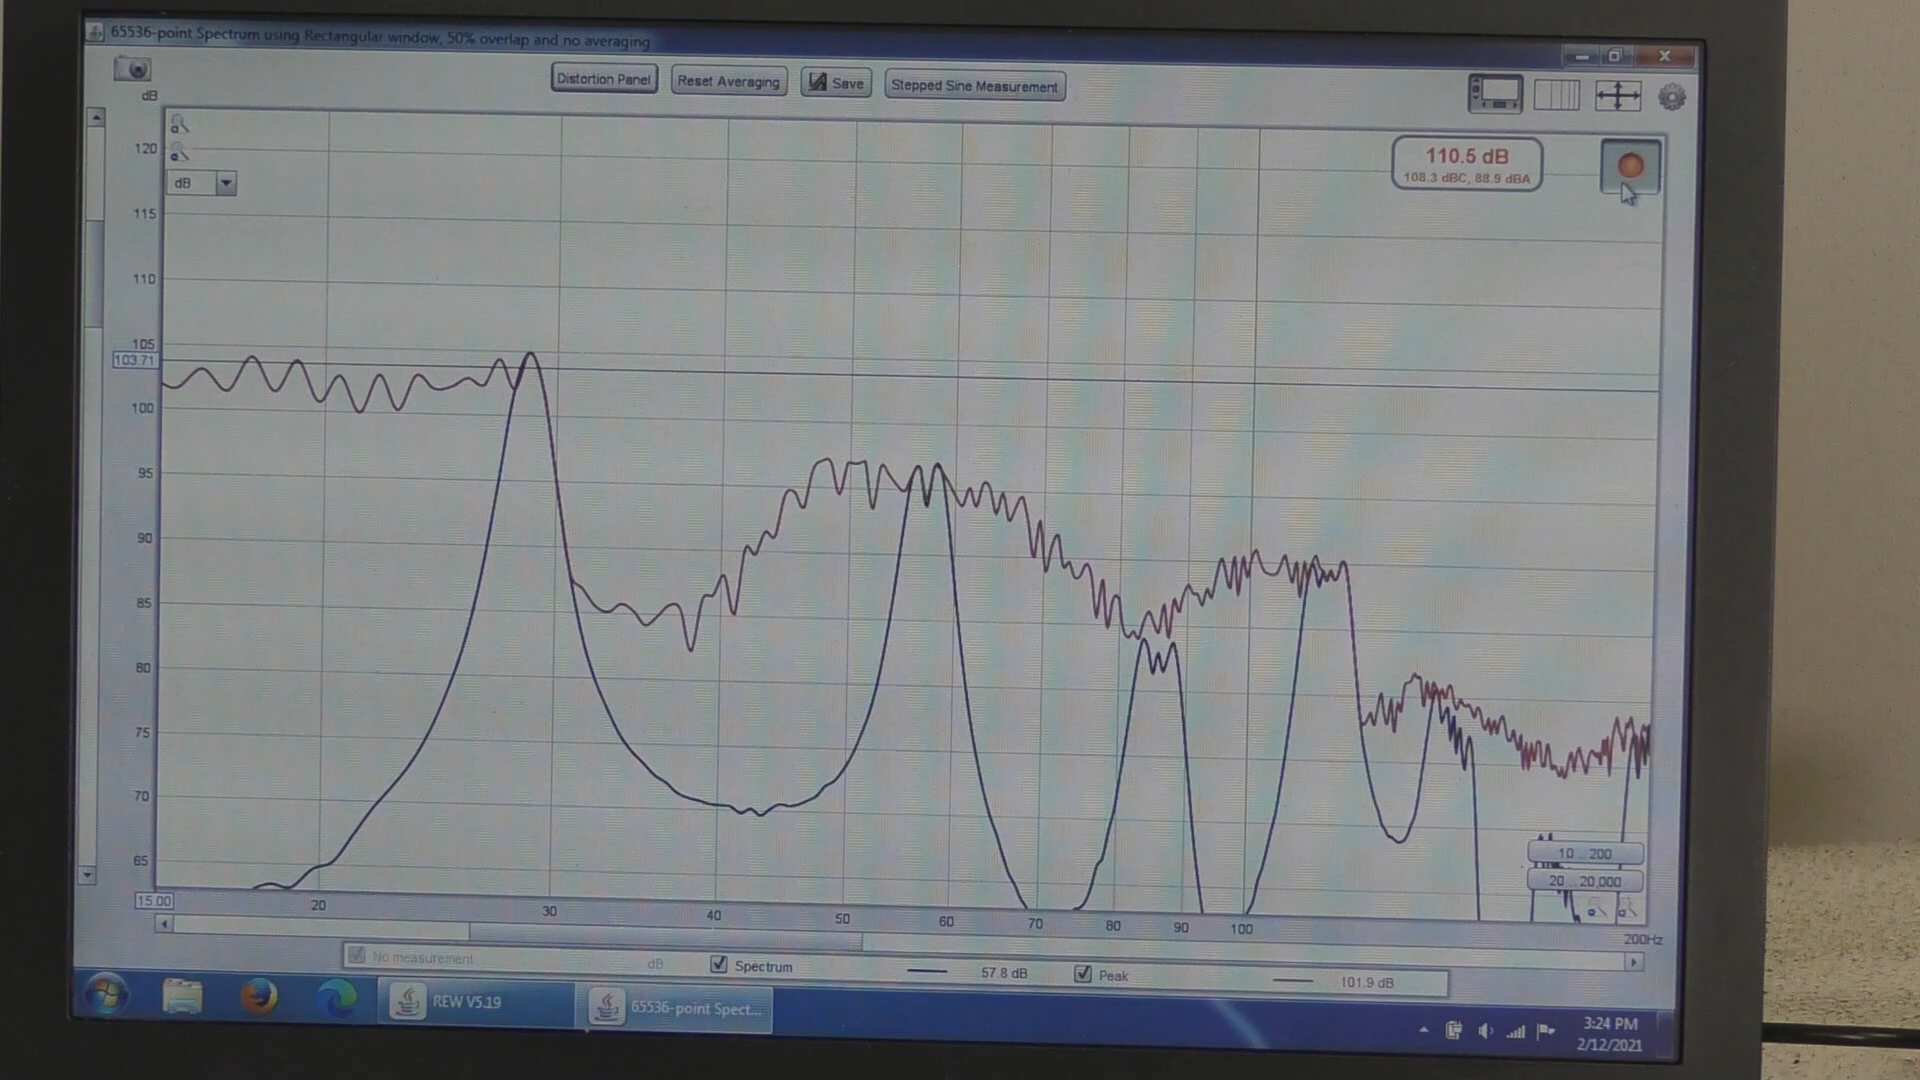 65536-point Spectrum using Rectangular window, 50% overlap and no averaging
Distortion Panel
Reset Averaging
Save
Stepped Sine Measurement
dB
120
dB
110.5 dB
108.3 dBC, 88.9 dBA
115
110
105
103.71
100
95
90
85
80
75
70
65
10 .. 200
20 .. 20,000
15.00
20
30
40
50
60
70
80
90
100
200Hz
No measurement
dB
Spectrum
57.8 dB
Peak
101.9 dB
REW V5.19
65536-point Spect...
3:24 PM
2/12/2021